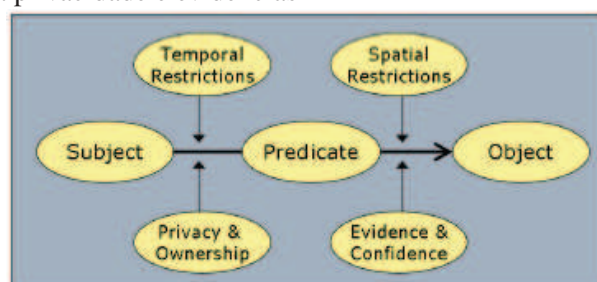 Temporal
Restrictions
Spatial
Restrictions
Subject
Predicate
Object
Privacy &
Ownership
Evidence &
Confidence